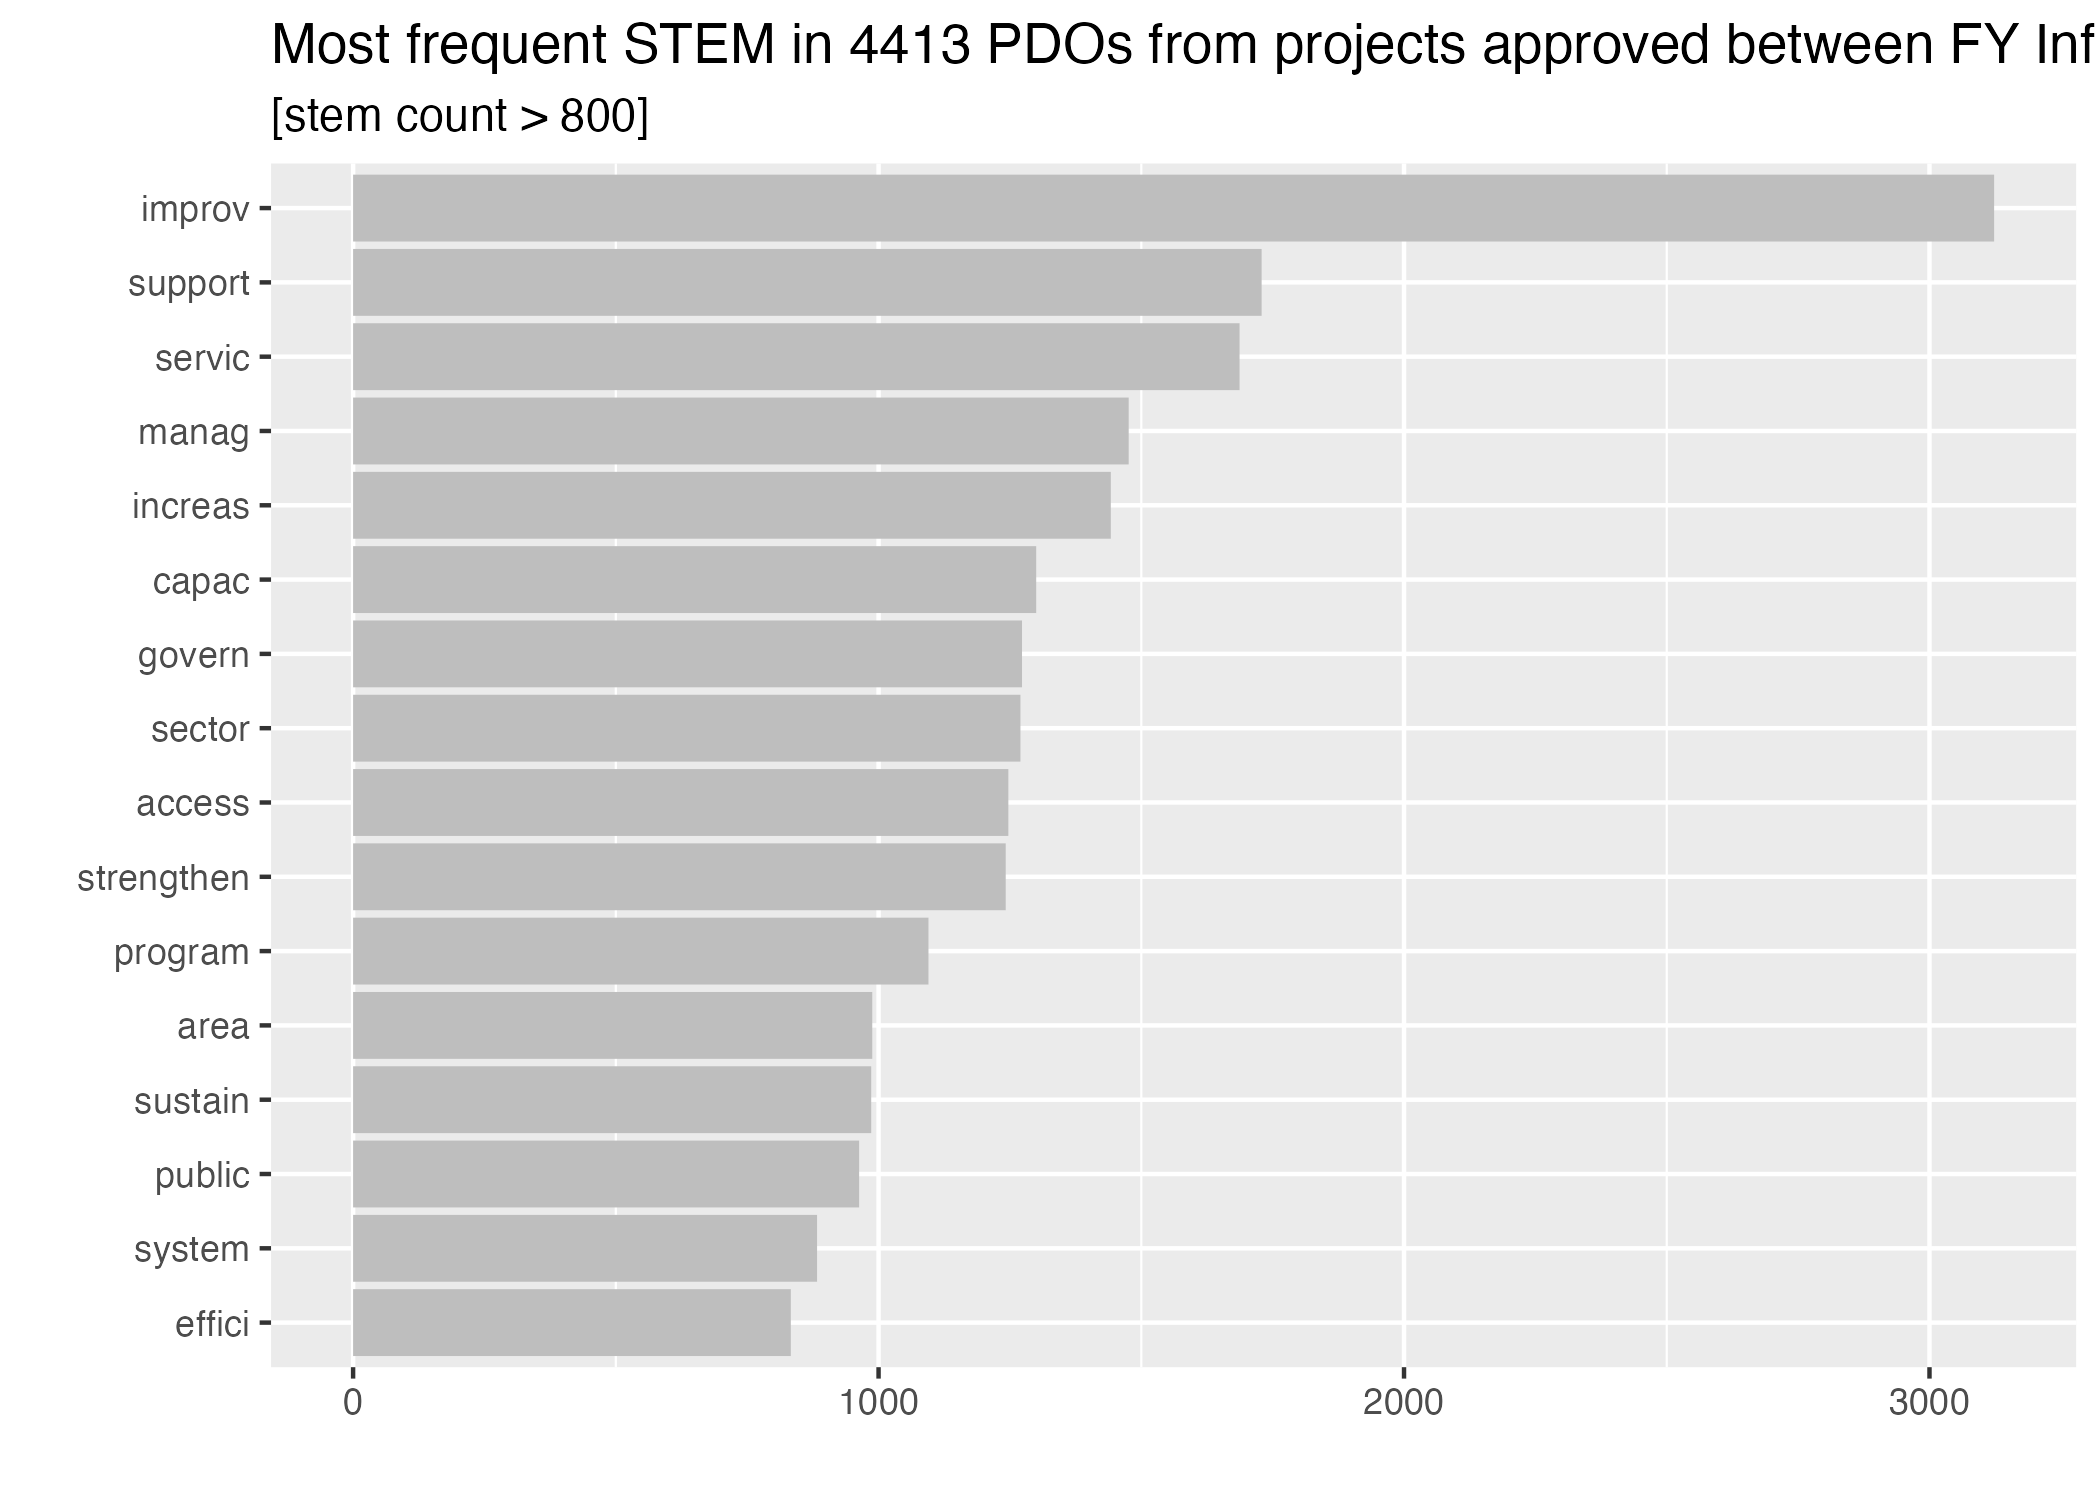 Most frequent STEM in 4413 PDOs from projects approved between FY Inf
[stem count > 800]
improv
support
servic
manag
increas
capac
govern
sector
access
strengthen
program
area
sustain
public
system
effici
0 1000 2000 3000